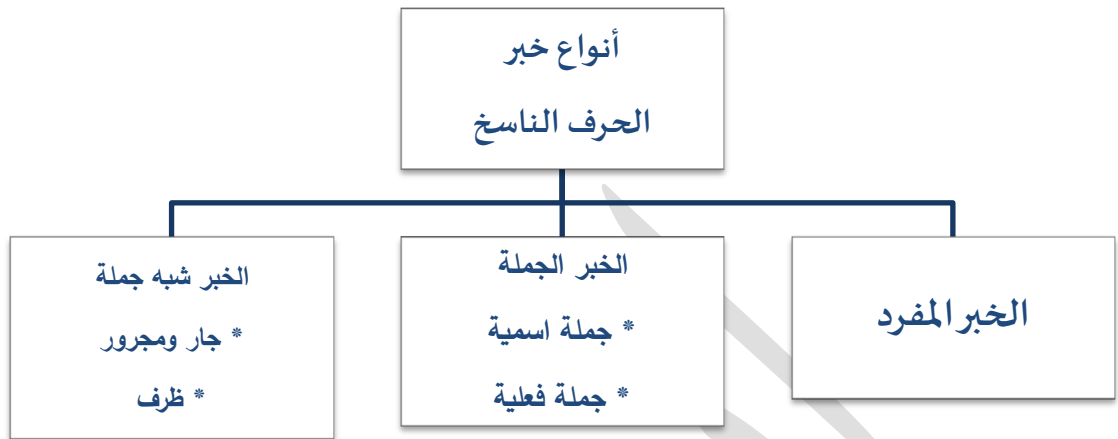 أنواع خبر
الحرف الناسخ
الخبر المفرد
الخبر الجملة
* جملة اسمية
* جملة فعلية
الخبر شبه جملة
* جار ومجرور
* ظرف